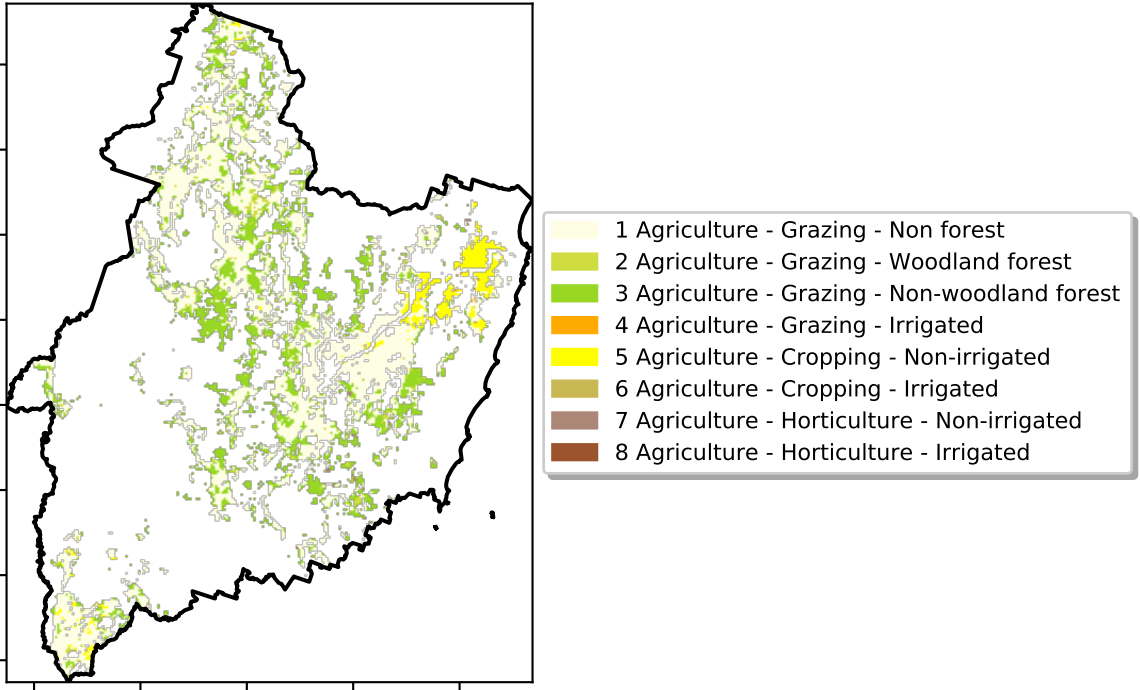 1 Agriculture - Grazing - Non forest
2 Agriculture - Grazing - Woodland forest
3 Agriculture - Grazing - Non-woodland forest
4 Agriculture - Grazing - Irrigated
5 Agriculture - Cropping - Non-irrigated
6 Agriculture - Cropping - Irrigated
7 Agriculture - Horticulture - Non-irrigated
8 Agriculture - Horticulture - Irrigated